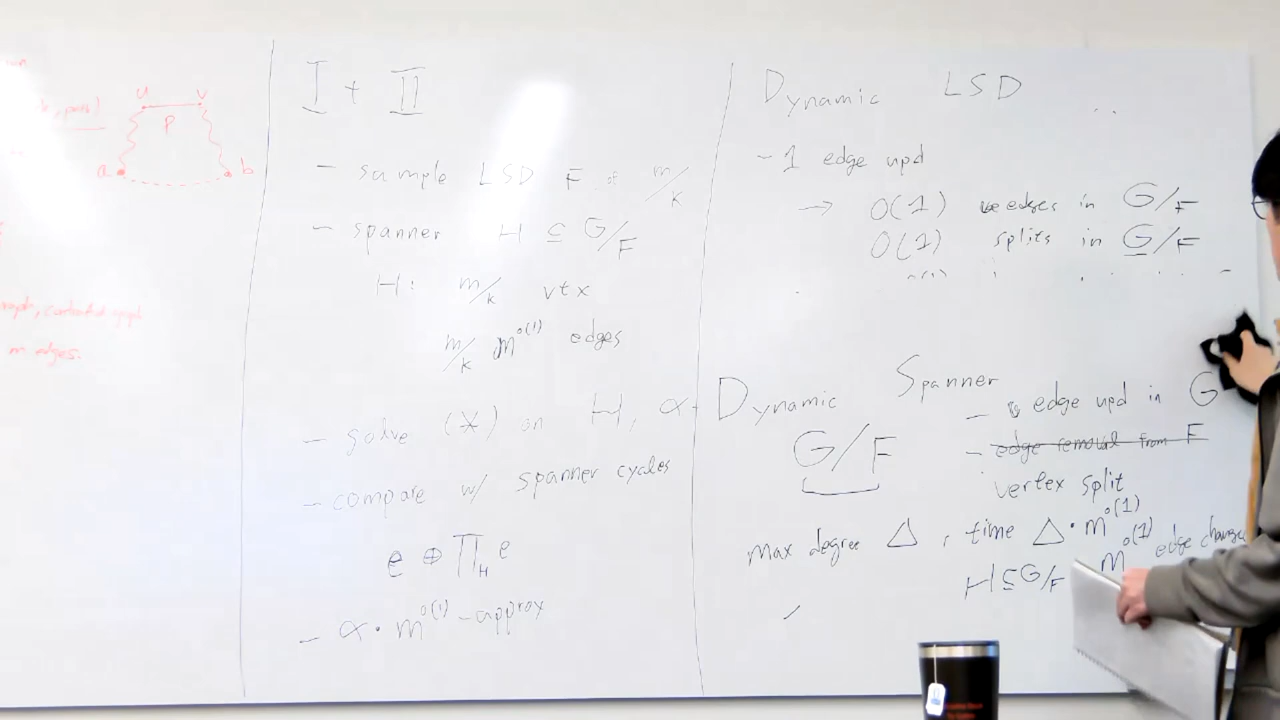 u v
p
a b
m edges.
I + II
- sample LSD F of m/k
- spanner H ⊆ G/F
H: m/k vtx
m/k m^o(1) edges
- solve (*) on H, α-
- compare w/ spanner cycles
e ⊕ Π_H e
- α · m^o(1) - approx
Dynamic LSD
- 1 edge upd
→ O(1) edges in G/F
O(1) splits in G/F
Dynamic Spanner
G/F
- edge upd in G
- edge removal from F
vertex split
max degree Δ, time Δ · m^o(1)
H ⊆ G/F m^o(1) edge changes